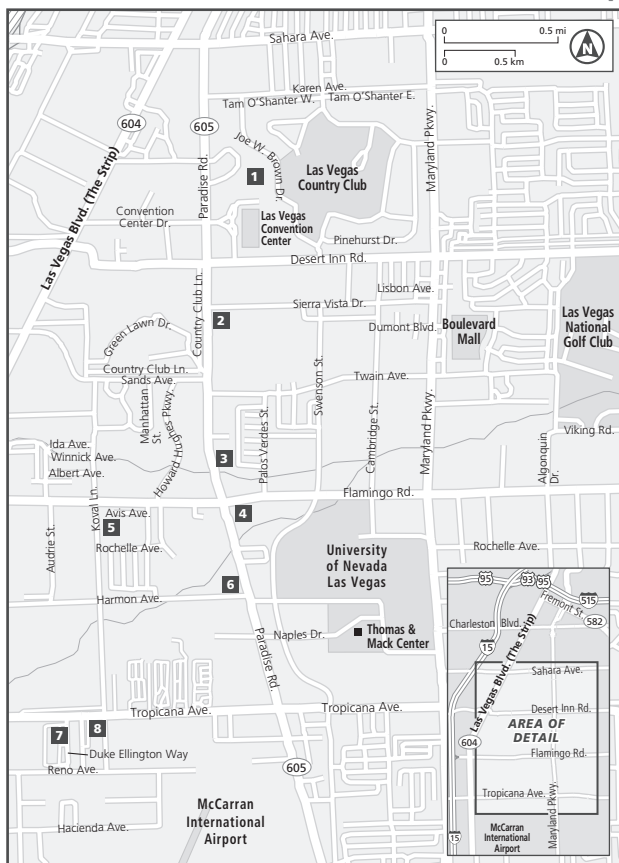 0 0.5 mi
0 0.5 km
N
Sahara Ave.
Karen Ave.
Tam O'Shanter W.
Tam O'Shanter E.
604
605
Joe W. Brown Dr.
Maryland Pkwy.
Las Vegas Blvd. (The Strip)
Paradise Rd.
1
Las Vegas
Country Club
Convention
Center Dr.
Las Vegas
Convention
Center
Pinehurst Dr.
Desert Inn Rd.
Lisbon Ave.
Sierra Vista Dr.
Country Club Ln.
2
Green Lawn Dr.
Dumont Blvd.
Boulevard
Mall
Las Vegas
National
Golf Club
Country Club Ln.
Sands Ave.
Twain Ave.
Swenson St.
Manhattan
St.
Howard Hughes Pkwy.
Palos Verdes St.
Cambridge St.
Maryland Pkwy.
Algonquin
Dr.
Viking Rd.
Ida Ave.
Winnick Ave.
Albert Ave.
3
Koval Ln.
Audrie St.
Flamingo Rd.
4
Avis Ave.
5
Rochelle Ave.
University
of Nevada
Las Vegas
Rochelle Ave.
6
Harmon Ave.
Naples Dr.
Thomas &
Mack Center
Paradise Rd.
Tropicana Ave.
Tropicana Ave.
7
8
Duke Ellington Way
Reno Ave.
605
McCarran
International
Airport
Hacienda Ave.
95
93
95
515
Fremont St.
582
Charleston Blvd.
15
Las Vegas Blvd. (The Strip)
Sahara Ave.
Desert Inn Rd.
AREA OF
DETAIL
604
Flamingo Rd.
Tropicana Ave.
Maryland Pkwy.
McCarran
International
Airport
15